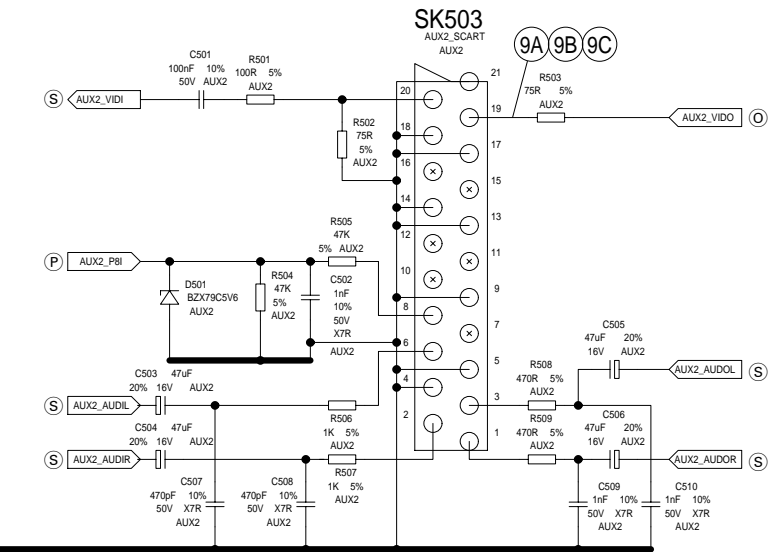 SK503
AUX2_SCART
AUX2
9A 9B 9C
C501
100nF 10%
50V AUX2
R501
100R 5%
AUX2
S AUX2_VIDI
R502
75R
5%
AUX2
R503
75R 5%
AUX2
AUX2_VIDO O
21
20
19
18
17
16
15
14
13
12
11
10
9
8
7
6
5
4
3
2
1
P AUX2_P8I
D501
BZX79C5V6
AUX2
R504
47K
5%
AUX2
R505
47K
5% AUX2
C502
1nF
10%
50V
X7R
AUX2
C503 47uF
20% 16V AUX2
S AUX2_AUDIL
C504 47uF
20% 16V AUX2
S AUX2_AUDIR
R506
1K 5%
AUX2
R507
1K 5%
AUX2
C507
470pF 10%
50V X7R
AUX2
C508
470pF 10%
50V X7R
AUX2
C505
47uF 20%
16V AUX2
AUX2_AUDOL S
R508
470R 5%
AUX2
R509
470R 5%
AUX2
C506
47uF 20%
16V AUX2
AUX2_AUDOR S
C509
1nF 10%
50V X7R
AUX2
C510
1nF 10%
50V X7R
AUX2